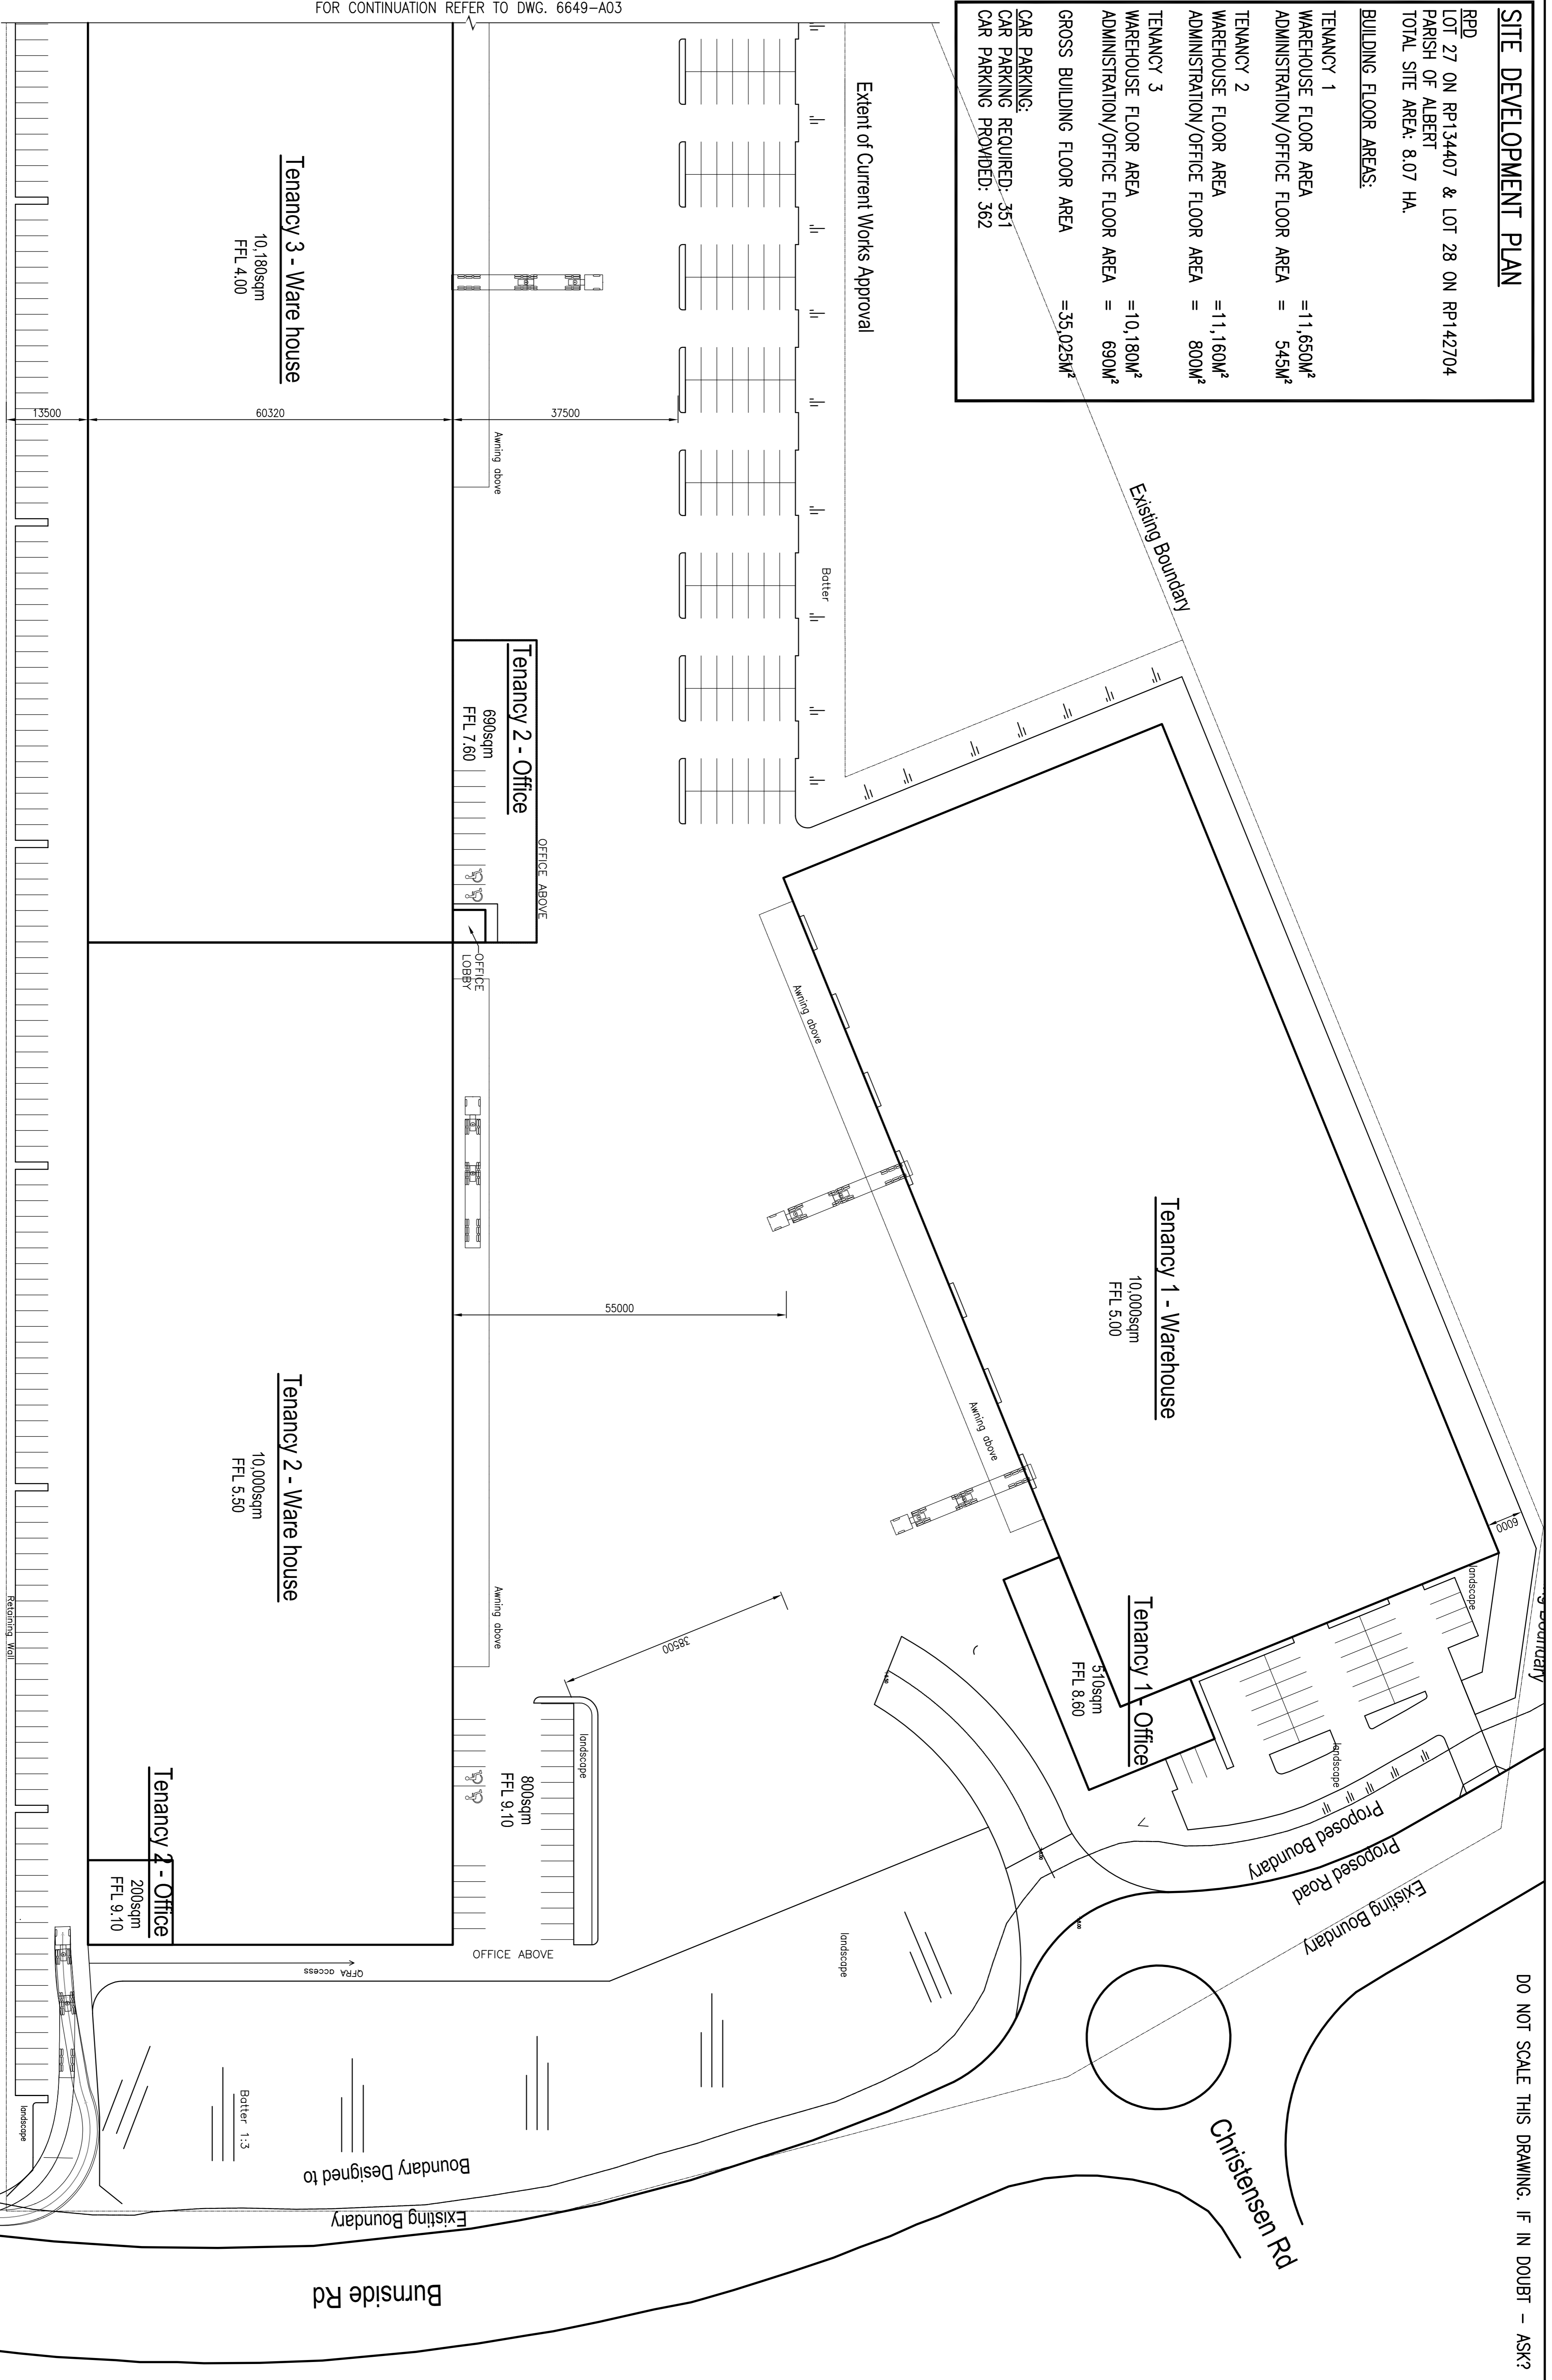 FOR CONTINUATION REFER TO DWG. 6649-A03
SITE DEVELOPMENT PLAN
RPD
LOT 27 ON RP134407 & LOT 28 ON RP142704
PARISH OF ALBERT
TOTAL SITE AREA: 8.07 HA.
BUILDING FLOOR AREAS:
TENANCY 1
WAREHOUSE FLOOR AREA =11,650M²
ADMINISTRATION/OFFICE FLOOR AREA = 545M²
TENANCY 2
WAREHOUSE FLOOR AREA =11,160M²
ADMINISTRATION/OFFICE FLOOR AREA = 800M²
TENANCY 3
WAREHOUSE FLOOR AREA =10,180M²
ADMINISTRATION/OFFICE FLOOR AREA = 690M²
GROSS BUILDING FLOOR AREA =35,025M²
CAR PARKING:
CAR PARKING REQUIRED: 351
CAR PARKING PROVIDED: 362
DO NOT SCALE THIS DRAWING. IF IN DOUBT - ASK?
Extent of Current Works Approval
Existing Boundary
Batter
Tenancy 3 - Ware house
10,180sqm
FFL 4.00
13500
60320
37500
Awning above
Tenancy 2 - Office
690sqm
FFL 7.60
OFFICE ABOVE
OFFICE
LOBBY
Awning above
Tenancy 1 - Warehouse
10,000sqm
FFL 5.00
Awning above
6000
landscape
Boundary
55000
38500
Tenancy 1 - Office
510sqm
FFL 8.60
landscape
Proposed Boundary
Proposed Road
Existing Boundary
Tenancy 2 - Ware house
10,000sqm
FFL 5.50
Awning above
Retaining Wall
landscape
800sqm
FFL 9.10
Tenancy 2 - Office
200sqm
FFL 9.10
OFFICE ABOVE
QFRA access
landscape
Batter 1:3
landscape
Boundary Designed to
Existing Boundary
Christensen Rd
Burnside Rd